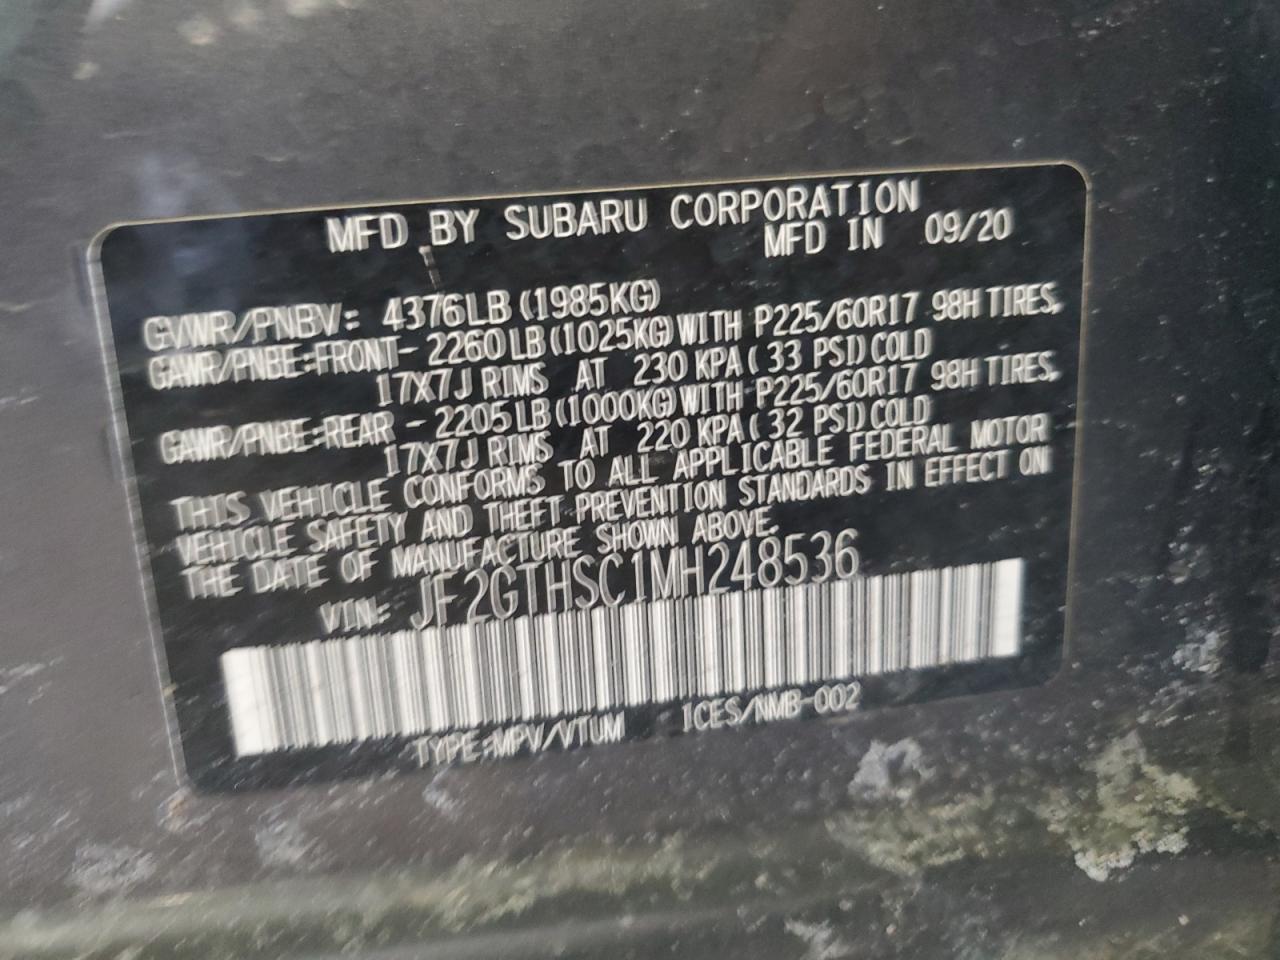 MFD BY SUBARU CORPORATION
MFD IN 09/20
GVWR/PNBV: 4376LB (1985KG)
GAWR/PNBE:FRONT- 2260LB (1025KG) WITH P225/60R17 98H TIRES,
17X7J RIMS AT 230 KPA ( 33 PSI) COLD
GAWR/PNBE:REAR - 2205LB (1000KG) WITH P225/60R17 98H TIRES,
17X7J RIMS AT 220 KPA ( 32 PSI) COLD
THIS VEHICLE CONFORMS TO ALL APPLICABLE FEDERAL MOTOR
VEHICLE SAFETY AND THEFT PREVENTION STANDARDS IN EFFECT ON
THE DATE OF MANUFACTURE SHOWN ABOVE.
VIN: JF2GTHSC1MH248536
TYPE:MPV/VTUM ICES/NMB-002